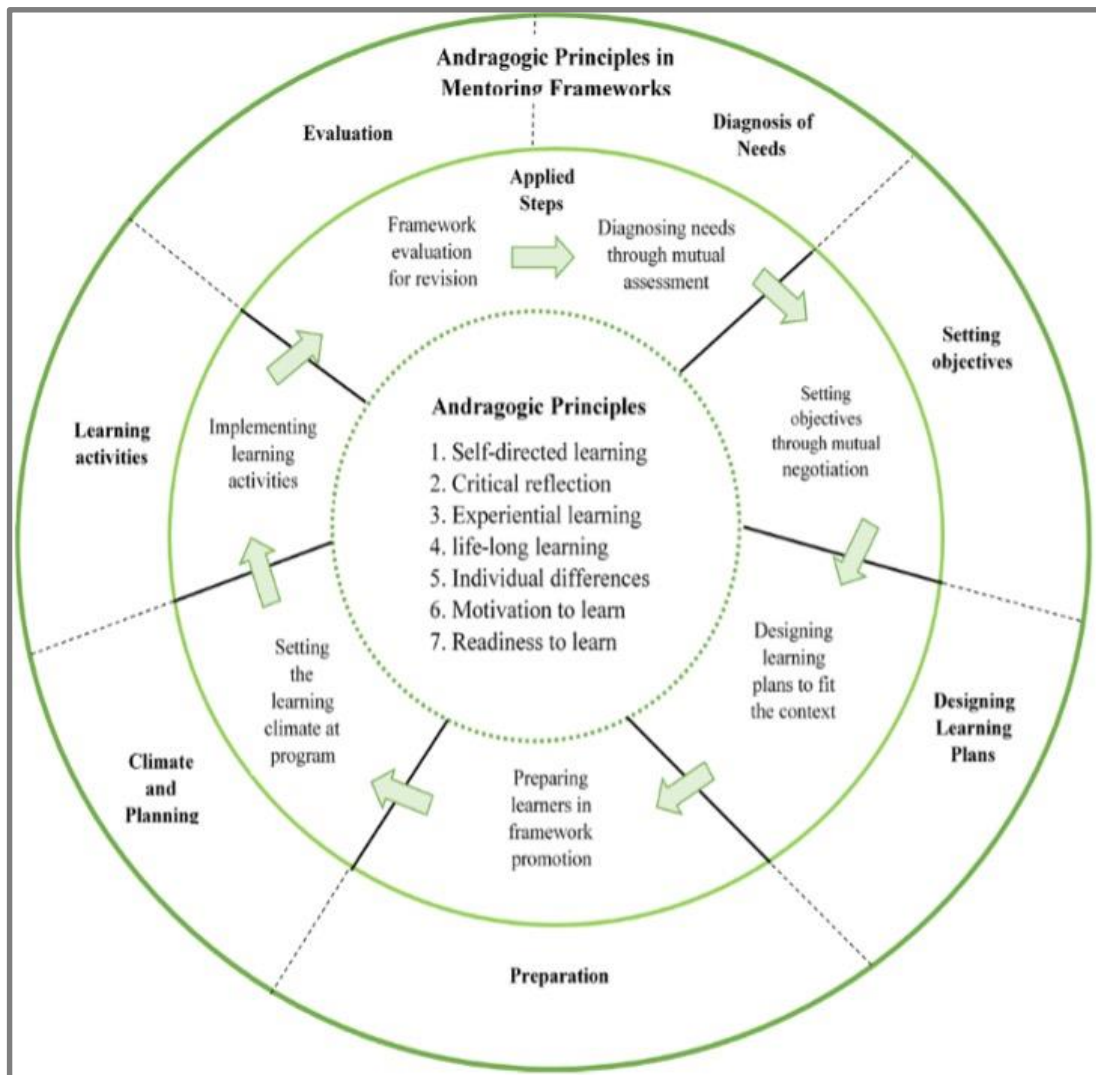 Andragogic Principles in
Mentoring Frameworks
Evaluation
Diagnosis of
Needs
Setting
objectives
Designing
Learning
Plans
Preparation
Climate
and
Planning
Learning
activities
Applied
Steps
Framework
evaluation
for revision
Diagnosing needs
through mutual
assessment
Setting
objectives
through mutual
negotiation
Designing
learning
plans to fit
the context
Preparing
learners in
framework
promotion
Setting
the
learning
climate at
program
Implementing
learning
activities
Andragogic Principles
1. Self-directed learning
2. Critical reflection
3. Experiential learning
4. life-long learning
5. Individual differences
6. Motivation to learn
7. Readiness to learn